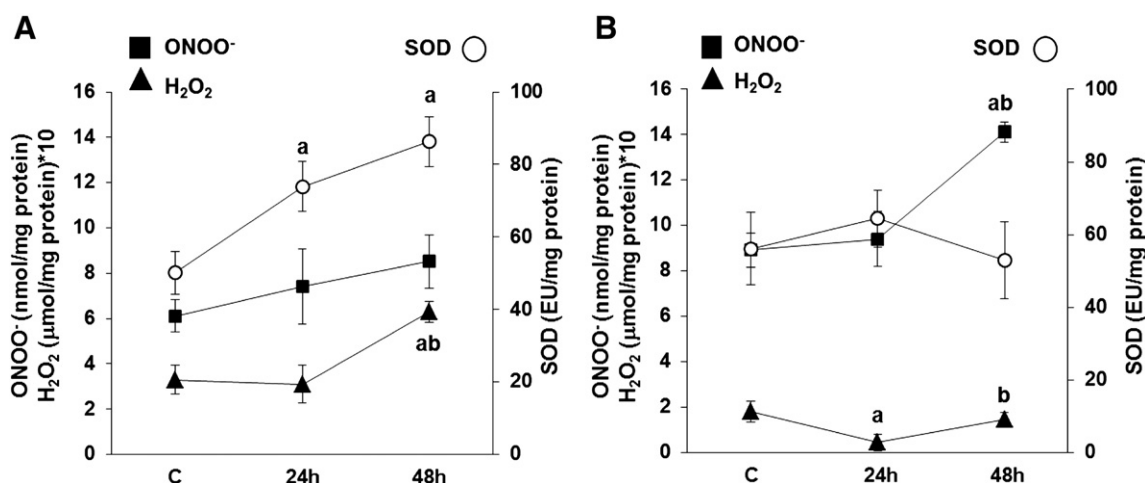 A
ONOO⁻
H₂O₂
SOD
16
14
12
10
8
6
4
2
0
ONOO⁻ (nmol/mg protein)
H₂O₂ (μmol/mg protein)*10
100
80
60
40
20
0
SOD (EU/mg protein)
a
a
ab
C
24h
48h
B
ONOO⁻
H₂O₂
SOD
16
14
12
10
8
6
4
2
0
ONOO⁻ (nmol/mg protein)
H₂O₂ (μmol/mg protein)*10
100
80
60
40
20
0
SOD (EU/mg protein)
ab
a
b
C
24h
48h